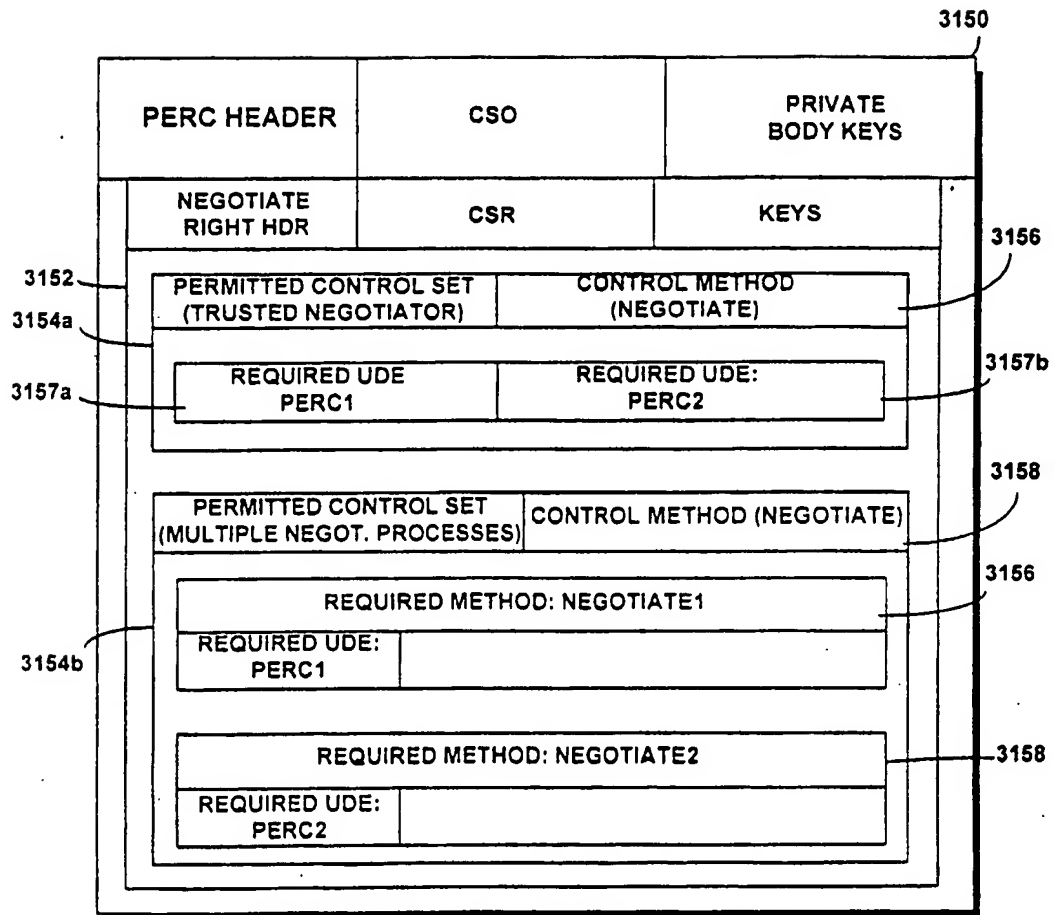 3150
PERC HEADER
CSO
PRIVATE
BODY KEYS
NEGOTIATE
RIGHT HDR
CSR
KEYS
3156
3152
PERMITTED CONTROL SET
(TRUSTED NEGOTIATOR)
CONTROL METHOD
(NEGOTIATE)
3154a
3157a
REQUIRED UDE
PERC1
REQUIRED UDE:
PERC2
3157b
3158
PERMITTED CONTROL SET
(MULTIPLE NEGOT. PROCESSES)
CONTROL METHOD (NEGOTIATE)
3156
REQUIRED METHOD: NEGOTIATE1
REQUIRED UDE:
PERC1
3154b
REQUIRED METHOD: NEGOTIATE2
3158
REQUIRED UDE:
PERC2